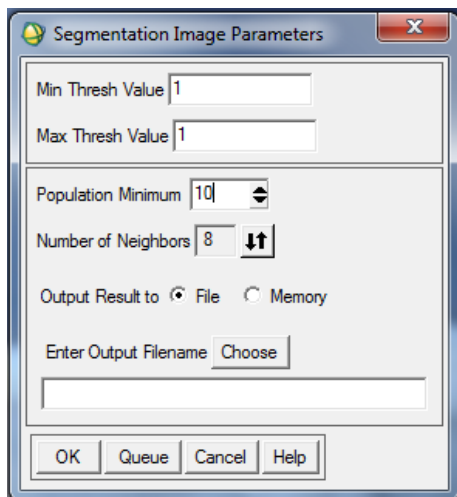 Segmentation Image Parameters
Min Thresh Value 1
Max Thresh Value 1
Population Minimum 10
Number of Neighbors 8
Output Result to File Memory
Enter Output Filename Choose
OK Queue Cancel Help